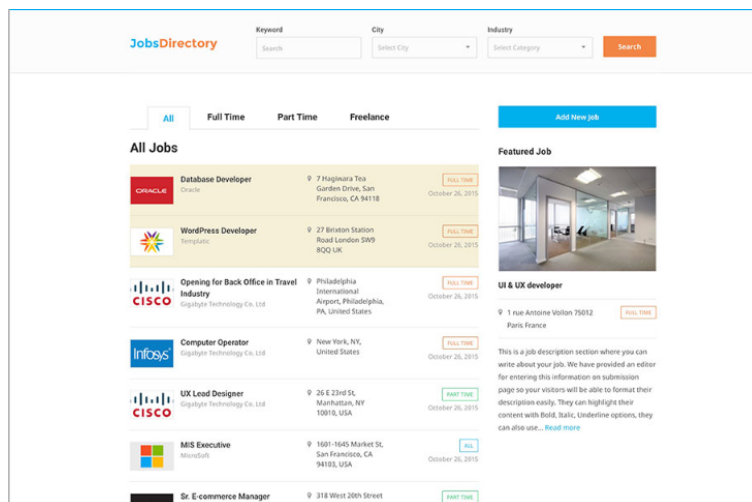 JobsDirectory
Keyword
City
Industry
Search
Select City
Select Category
Search
All
Full Time
Part Time
Freelance
Add New Job
All Jobs
Featured Job
ORACLE
Database Developer
Oracle
7 Hagiwara Tea
Garden Drive, San
Francisco, CA 94118
FULL TIME
October 26, 2015
WordPress Developer
Templatic
27 Brixton Station
Road London SW9
8QQ UK
FULL TIME
October 26, 2015
CISCO
Opening for Back Office in Travel
Industry
Gigabyte Technology Co. Ltd
Philadelphia
International
Airport, Philadelphia,
PA, United States
FULL TIME
October 26, 2015
Infosys
Computer Operator
Gigabyte Technology Co. Ltd
New York, NY,
United States
FULL TIME
October 26, 2015
CISCO
UX Lead Designer
Gigabyte Technology Co. Ltd
26 E 23rd St,
Manhattan, NY
10010, USA
PART TIME
October 26, 2015
MIS Executive
MicroSoft
1601-1645 Market St,
San Francisco, CA
94103, USA
ALL
October 26, 2015
Sr. E-commerce Manager
318 West 20th Street
PART TIME
UI & UX developer
1 rue Antoine Vollon 75012
Paris France
FULL TIME
This is a job description section where you can
write about your job. We have provided an editor
for entering this information on submission
page so your visitors will be able to format their
description easily. They can highlight their
content with Bold, Italic, Underline options, they
can also use... Read more